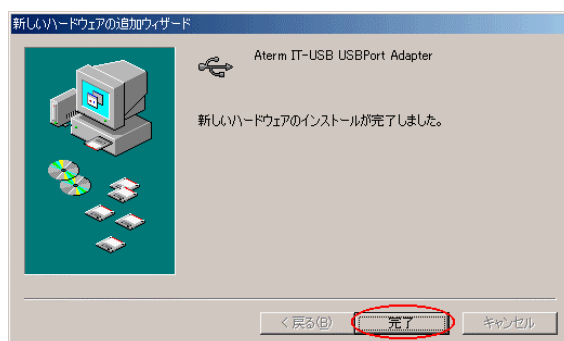 新しいハードウェアの追加ウィザード
Aterm IT-USB USBPort Adapter
新しいハードウェアのインストールが完了しました。
< 戻る(B)
完了
キャンセル